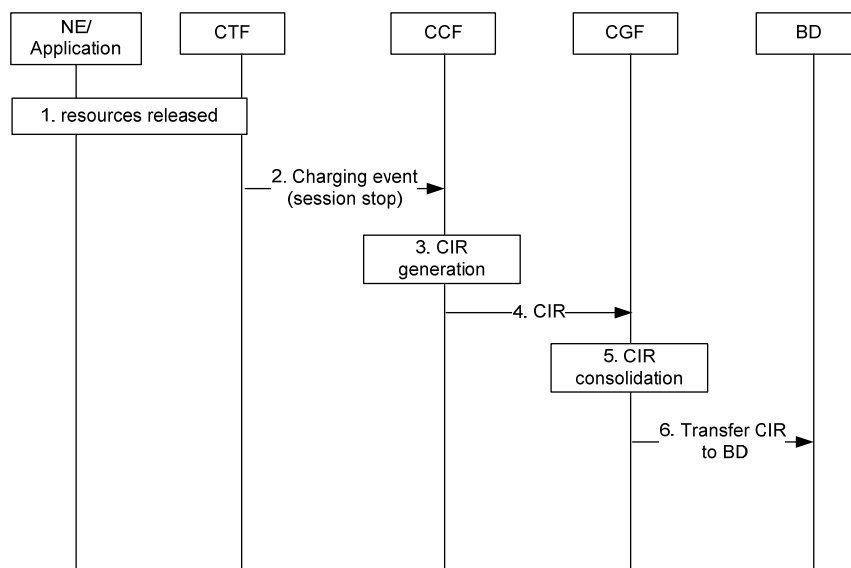 NE/
Application
CTF
CCF
CGF
BD
1. resources released
2. Charging event
(session stop)
3. CIR
generation
4. CIR
5. CIR
consolidation
6. Transfer CIR
to BD